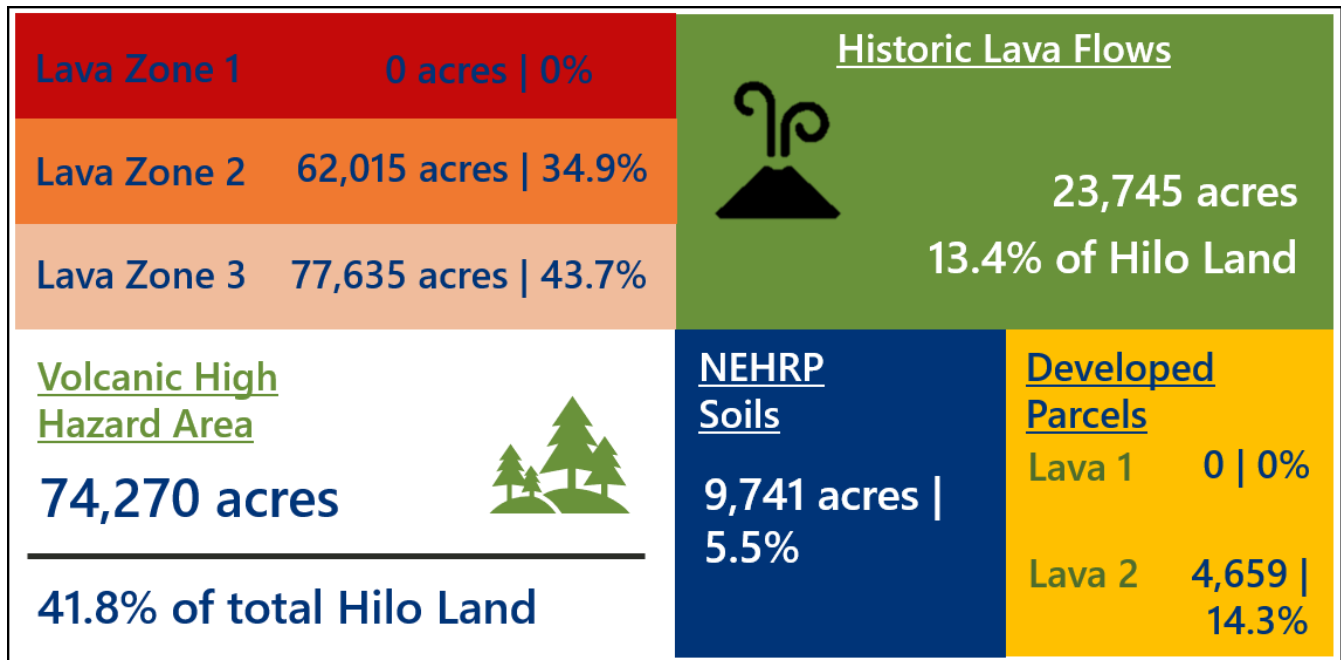 Lava Zone 1 0 acres | 0%
Lava Zone 2 62,015 acres | 34.9%
Lava Zone 3 77,635 acres | 43.7%
Historic Lava Flows
23,745 acres
13.4% of Hilo Land
Volcanic High
Hazard Area
74,270 acres
41.8% of total Hilo Land
NEHRP
Soils
9,741 acres |
5.5%
Developed
Parcels
Lava 1 0 | 0%
Lava 2 4,659 |
14.3%